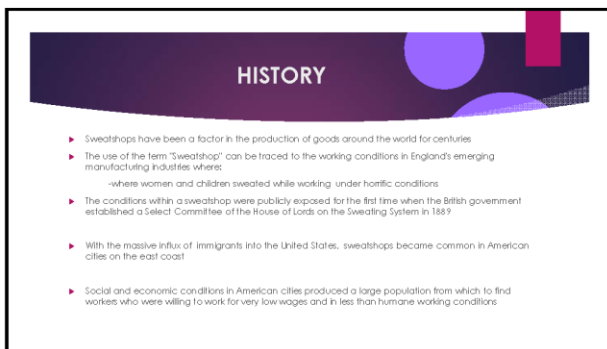 HISTORY
Sweatshops have been a factor in the production of goods around the world for centuries
The use of the term "Sweatshop" can be traced to the working conditions in England's emerging
manufacturing industries where:
-where women and children sweated while working under horrific conditions
The conditions within a sweatshop were publicly exposed for the first time when the British government
established a Select Committee of the House of Lords on the Sweating System in 1889
With the massive influx of immigrants into the United States, sweatshops became common in American
cities on the east coast
Social and economic conditions in American cities produced a large population from which to find
workers who were willing to work for very low wages and in less than humane working conditions